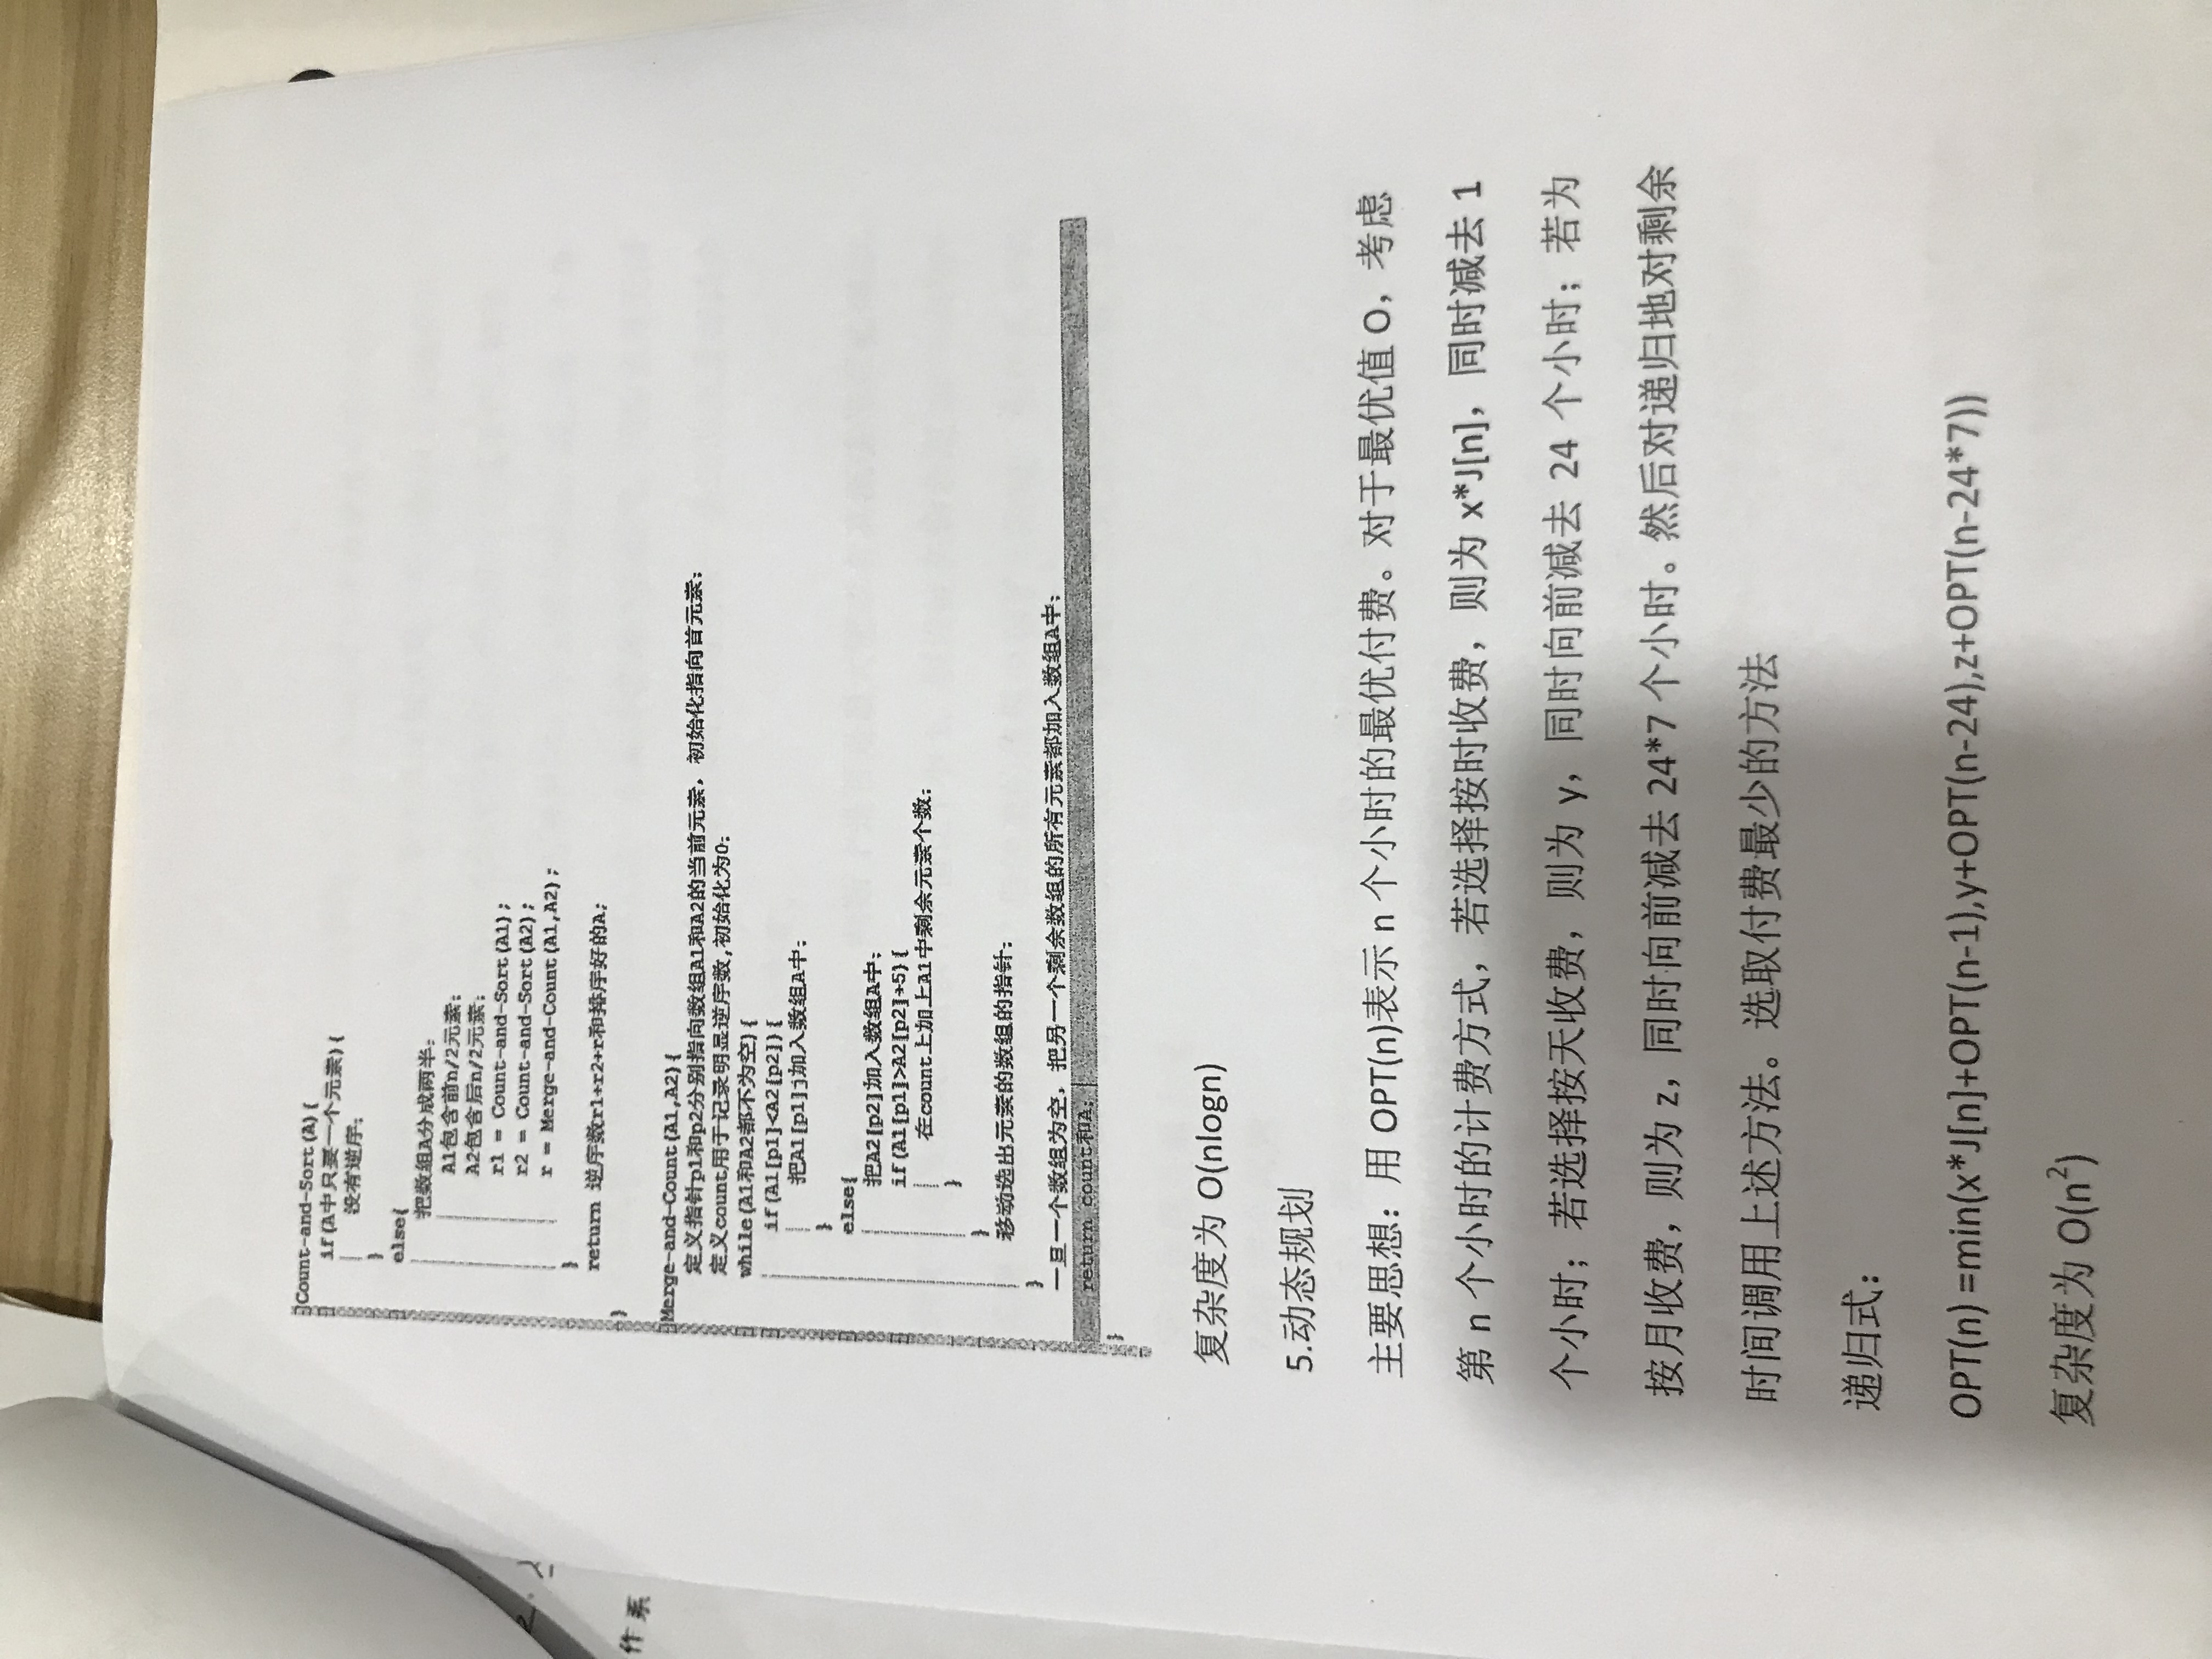 Count-and-Sort(A){
if(A中只要一个元素){
没有逆序;
}
else{
把数组A分成两半:
A1包含前n/2元素;
A2包含后n/2元素;
r1 = Count-and-Sort(A1);
r2 = Count-and-Sort(A2);
r = Merge-and-Count(A1,A2);
}
return 逆序数r1+r2+r和排序好的A;
}
Merge-and-Count(A1,A2){
定义指针p1和p2分别指向数组A1和A2的当前元素，初始化指向首元素;
定义count用于记录明显逆序数,初始化为0;
while(A1和A2都不为空){
if(A1[p1]<A2[p2]){
把A1[p1]j加入数组A中;
}
else{
把A2[p2]加入数组A中;
if(A1[p1]>A2[p2]+5){
在count上加上A1中剩余元素个数;
}
}
移动选出元素的数组的指针;
}
一旦一个数组为空，把另一个剩余数组的所有元素都加入数组A中;
return count和A;
}
复杂度为 O(nlogn)
5.动态规划
主要思想：用 OPT(n)表示 n 个小时的最优付费。对于最优值 O，考虑
第 n 个小时的计费方式，若选择按时收费，则为 x*J[n]，同时减去 1
个小时；若选择按天收费，则为 y，同时向前减去 24 个小时；若为
按月收费，则为 z，同时向前减去 24*7 个小时。然后对递归地对剩余
时间调用上述方法。选取付费最少的方法
递归式：
OPT(n) =min(x*J[n]+OPT(n-1),y+OPT(n-24),z+OPT(n-24*7))
复杂度为 O(n²)
作系